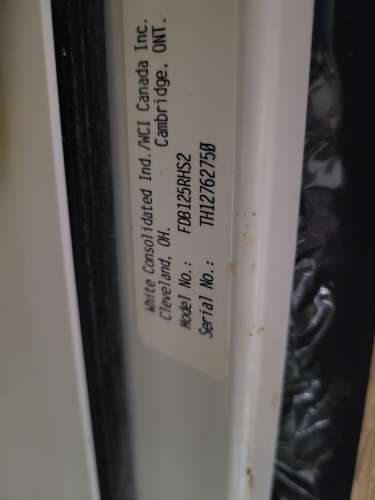 White Consolidated Ind./WCI Canada Inc.
Cleveland, OH. Cambridge, ONT.
Model No.: FDB125RHS2
Serial No.: TH12762750